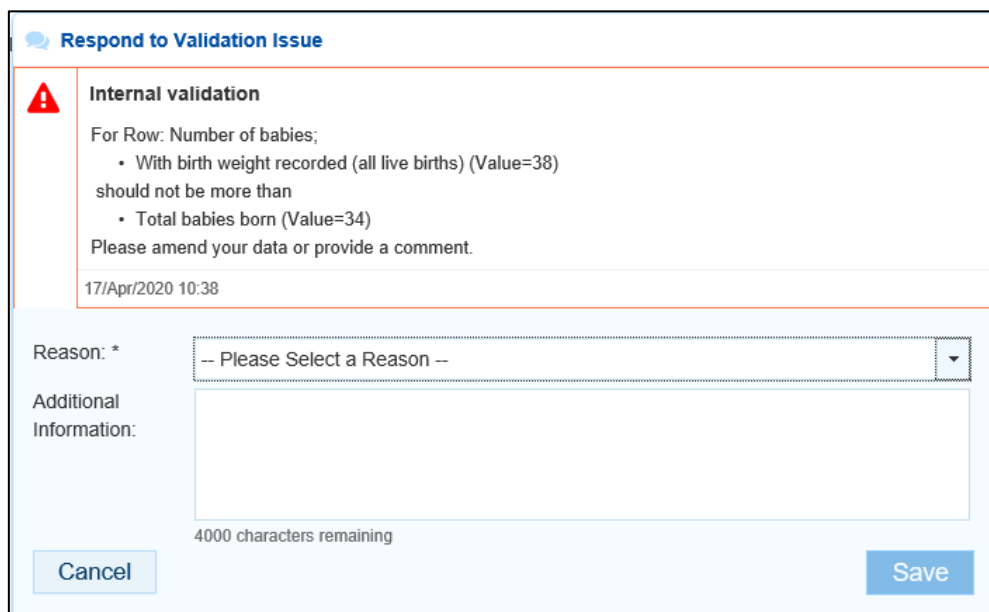 Respond to Validation Issue
Internal validation
For Row: Number of babies;
• With birth weight recorded (all live births) (Value=38)
should not be more than
• Total babies born (Value=34)
Please amend your data or provide a comment.
17/Apr/2020 10:38
Reason: *
-- Please Select a Reason --
Additional
Information:
4000 characters remaining
Cancel
Save